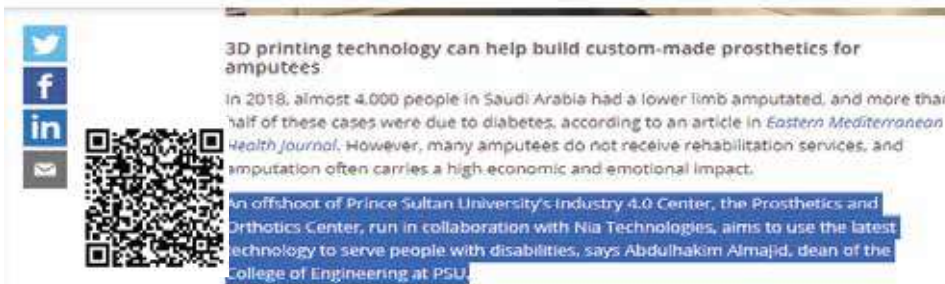 3D printing technology can help build custom-made prosthetics for
amputees
In 2018, almost 4,000 people in Saudi Arabia had a lower limb amputated, and more than
half of these cases were due to diabetes, according to an article in Eastern Mediterranean
Health Journal. However, many amputees do not receive rehabilitation services, and
amputation often carries a high economic and emotional impact.
An offshoot of Prince Sultan University's Industry 4.0 Center, the Prosthetics and
Orthotics Center, run in collaboration with Nia Technologies, aims to use the latest
technology to serve people with disabilities, says Abdulhakim Almajid, dean of the
College of Engineering at PSU.